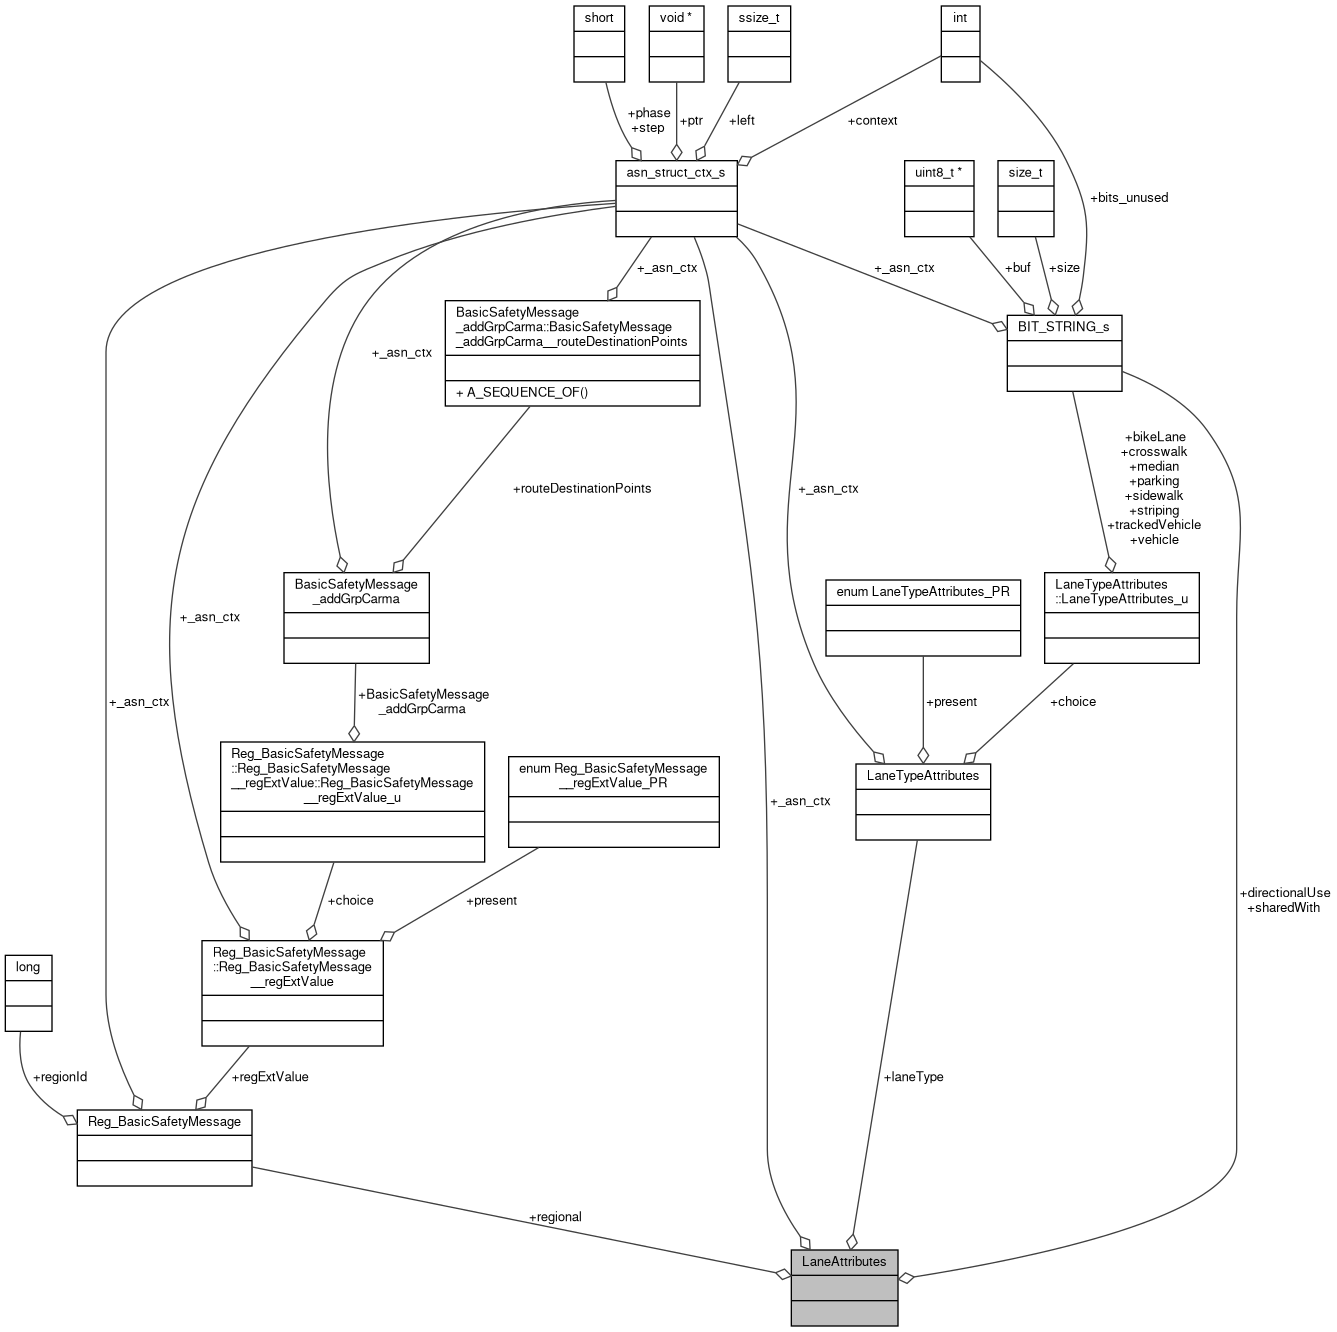 short
void *
ssize_t
int
+phase
+step
+ptr
+left
+context
asn_struct_ctx_s
uint8_t *
size_t
+bits_unused
+_asn_ctx
+_asn_ctx
+buf
+size
BasicSafetyMessage
_addGrpCarma::BasicSafetyMessage
_addGrpCarma__routeDestinationPoints
+ A_SEQUENCE_OF()
BIT_STRING_s
+_asn_ctx
+bikeLane
+crosswalk
+median
+parking
+sidewalk
+striping
+trackedVehicle
+vehicle
+routeDestinationPoints
+_asn_ctx
BasicSafetyMessage
_addGrpCarma
enum LaneTypeAttributes_PR
LaneTypeAttributes
::LaneTypeAttributes_u
+_asn_ctx
+_asn_ctx
+BasicSafetyMessage
_addGrpCarma
+present
+choice
Reg_BasicSafetyMessage
::Reg_BasicSafetyMessage
__regExtValue::Reg_BasicSafetyMessage
__regExtValue_u
enum Reg_BasicSafetyMessage
__regExtValue_PR
LaneTypeAttributes
+_asn_ctx
+choice
+present
+directionalUse
+sharedWith
Reg_BasicSafetyMessage
::Reg_BasicSafetyMessage
__regExtValue
long
+regionId
+regExtValue
+laneType
Reg_BasicSafetyMessage
+regional
LaneAttributes